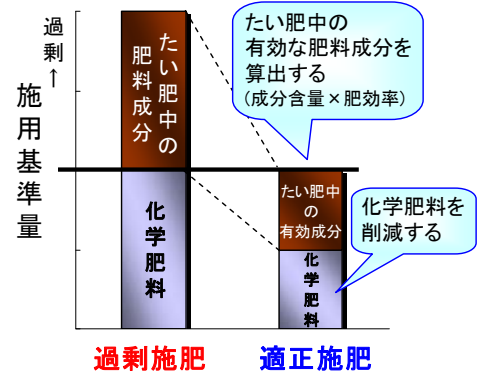 過剰→
施用基準量
たい肥中の
肥料成分
化学肥料
過剰施肥
たい肥中の
有効な肥料成分を
算出する
(成分含量×肥効率)
たい肥中
の
有効成分
化学肥料
適正施肥
化学肥料を
削減する